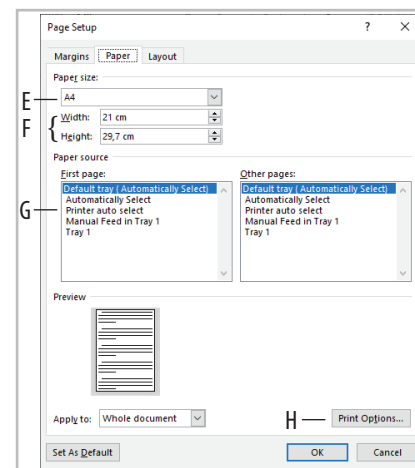 Page Setup ? ×
Margins Paper Layout
Paper size:
E A4
F { Width: 21 cm
Height: 29,7 cm
Paper source
First page: Other pages:
Default tray (Automatically Select) Default tray (Automatically Select)
Automatically Select Automatically Select
G Printer auto select Printer auto select
Manual Feed in Tray 1 Manual Feed in Tray 1
Tray 1 Tray 1
Preview
Apply to: Whole document H Print Options...
Set As Default OK Cancel